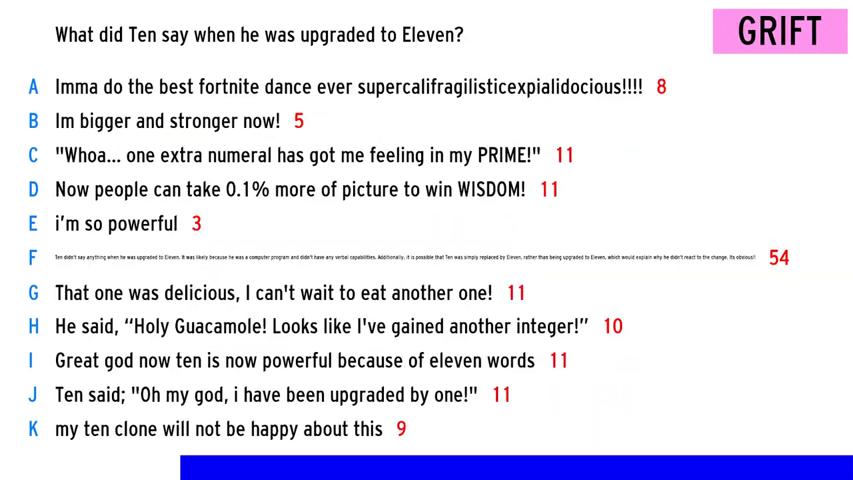 What did Ten say when he was upgraded to Eleven?
GRIFT
A Imma do the best fortnite dance ever supercalifragilisticexpialidocious!!!! 8
B Im bigger and stronger now! 5
C "Whoa... one extra numeral has got me feeling in my PRIME!" 11
D Now people can take 0.1% more of picture to win WISDOM! 11
E i'm so powerful 3
F Ten didn't say anything when he was upgraded to Eleven. It was likely because he was a computer program and didn't have any verbal capabilities. Additionally, it is possible that Ten was simply replaced by Eleven, rather than being upgraded to Eleven, which would explain why he didn't react to the change. Its obvious!! 54
G That one was delicious, I can't wait to eat another one! 11
H He said, “Holy Guacamole! Looks like I've gained another integer!” 10
I Great god now ten is now powerful because of eleven words 11
J Ten said; "Oh my god, i have been upgraded by one!" 11
K my ten clone will not be happy about this 9